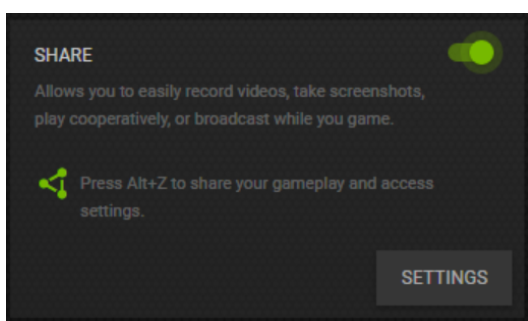 SHARE
Allows you to easily record videos, take screenshots,
play cooperatively, or broadcast while you game.
Press Alt+Z to share your gameplay and access
settings.
SETTINGS